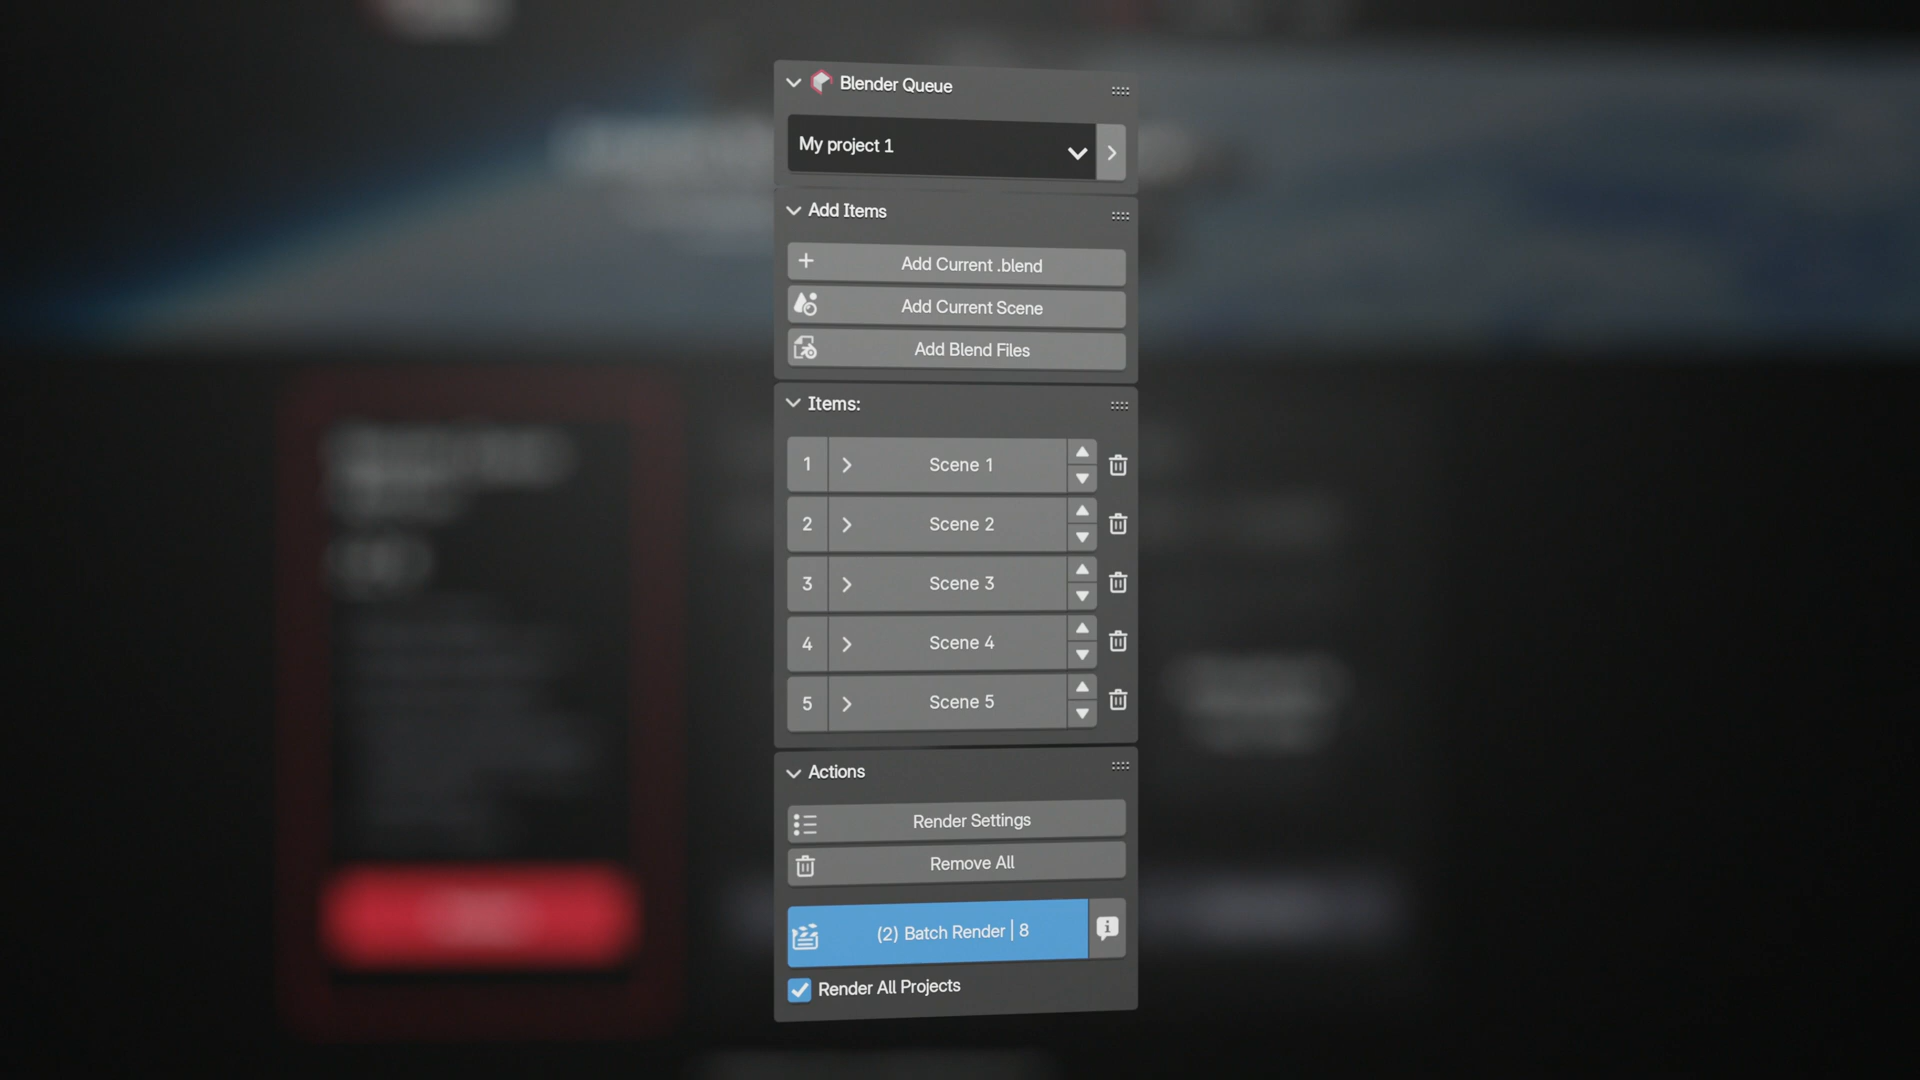 Blender Queue
My project 1
Add Items
Add Current .blend
Add Current Scene
Add Blend Files
Items:
1 Scene 1
2 Scene 2
3 Scene 3
4 Scene 4
5 Scene 5
Actions
Render Settings
Remove All
(2) Batch Render | 8
Render All Projects